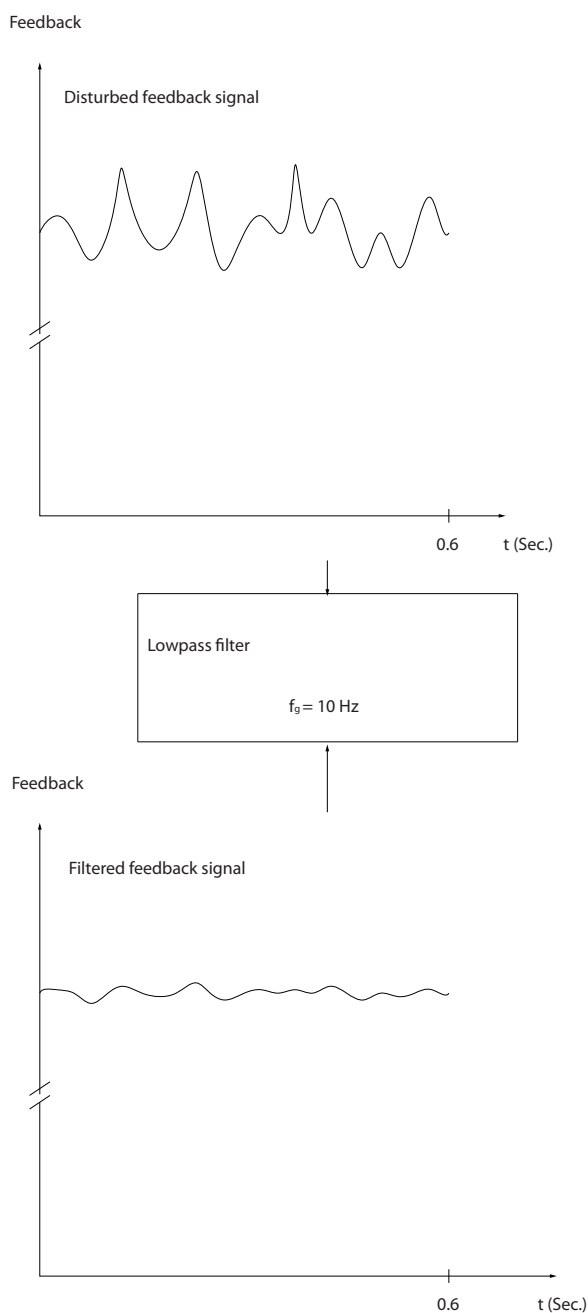 Feedback
Disturbed feedback signal
0.6 t (Sec.)
Lowpass filter
fg = 10 Hz
Feedback
Filtered feedback signal
0.6 t (Sec.)